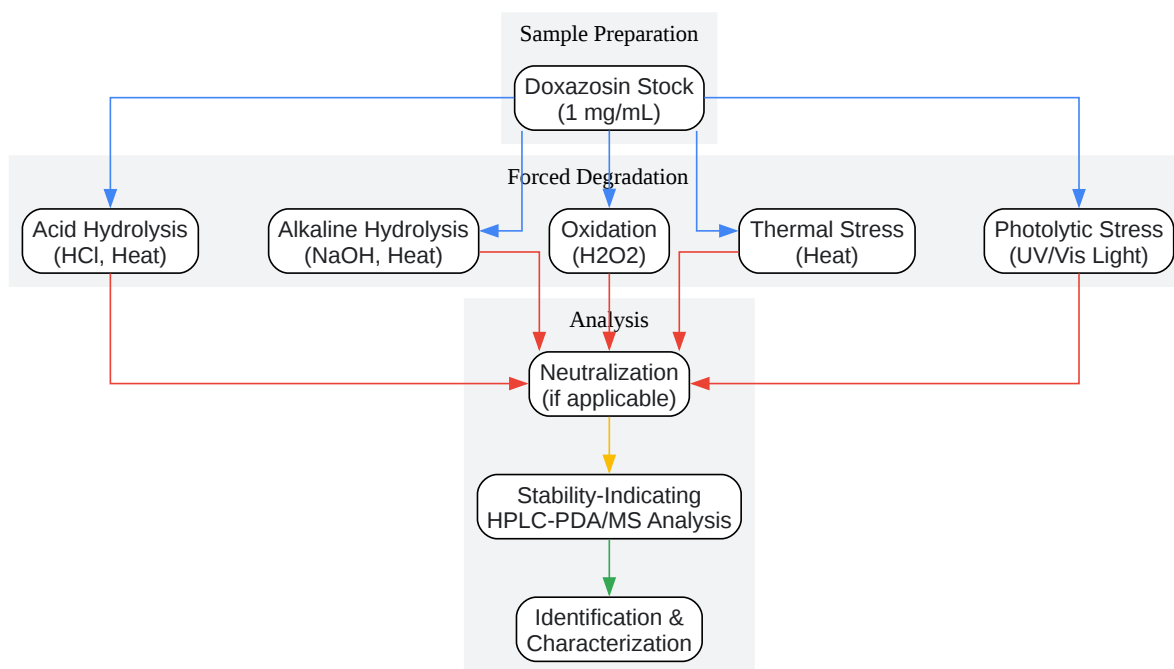 Sample Preparation
Doxazosin Stock
(1 mg/mL)
Forced Degradation
Acid Hydrolysis
(HCl, Heat)
Alkaline Hydrolysis
(NaOH, Heat)
Oxidation
(H2O2)
Thermal Stress
(Heat)
Photolytic Stress
(UV/Vis Light)
Analysis
Neutralization
(if applicable)
Stability-Indicating
HPLC-PDA/MS Analysis
Identification &
Characterization